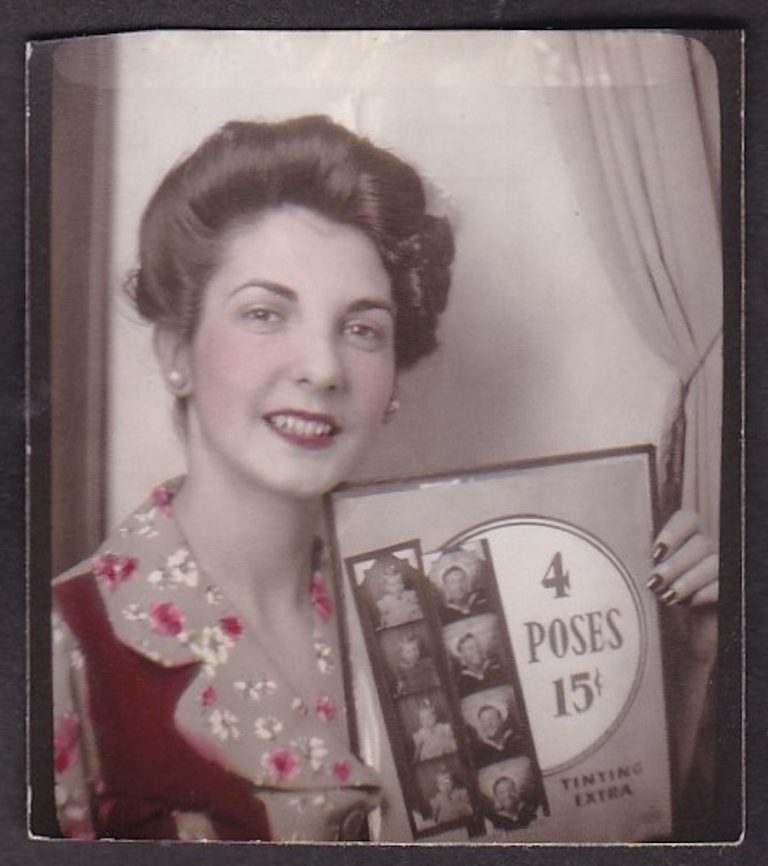 4
POSES
15¢
TINTING
EXTRA